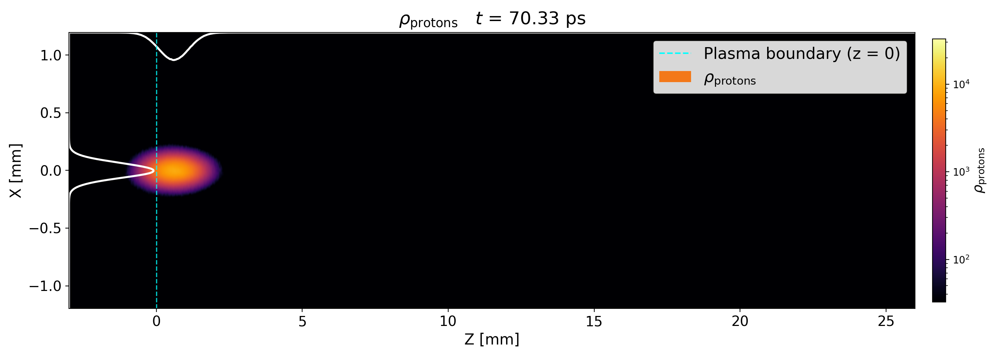 ρprotons t = 70.33 ps
Plasma boundary (z = 0)
ρprotons
1.0
0.5
0.0
−0.5
−1.0
X [mm]
0 5 10 15 20 25
Z [mm]
10⁴
10³
10²
ρprotons